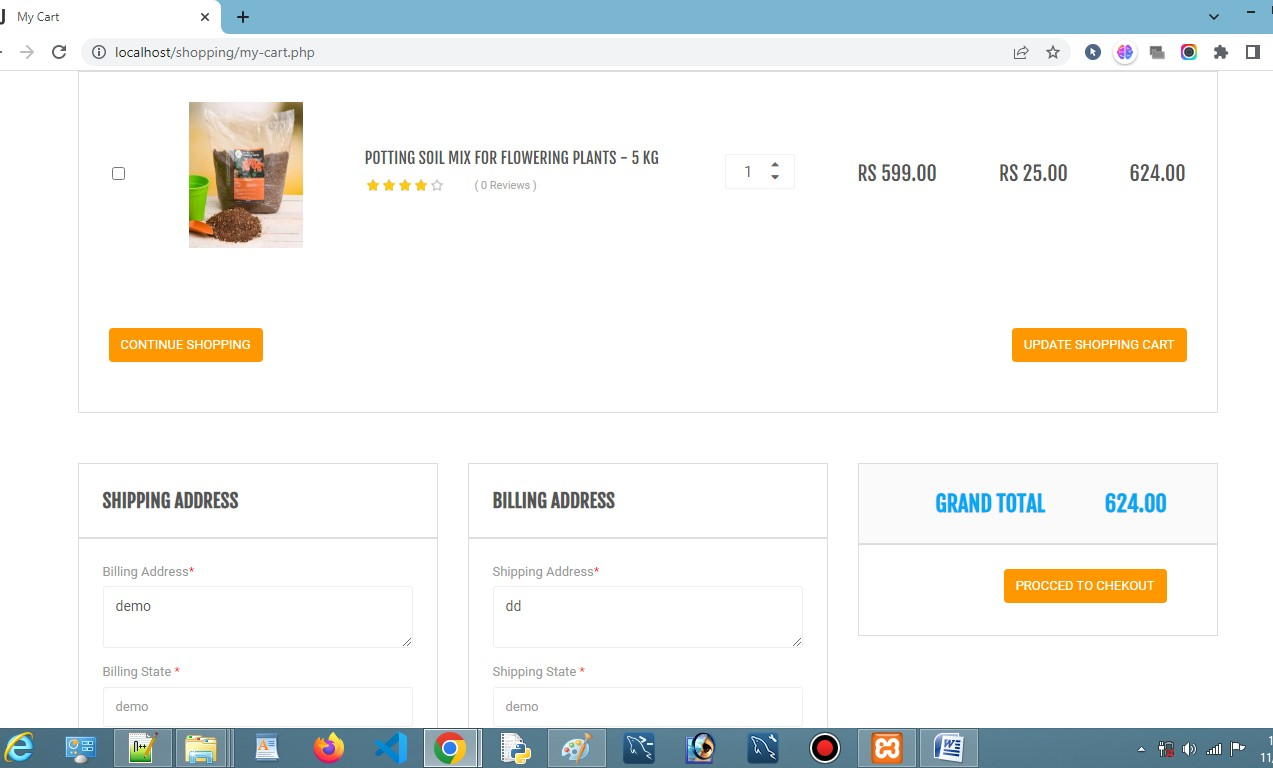 My Cart
localhost/shopping/my-cart.php
POTTING SOIL MIX FOR FLOWERING PLANTS - 5 KG
( 0 Reviews )
1
RS 599.00
RS 25.00
624.00
CONTINUE SHOPPING
UPDATE SHOPPING CART
SHIPPING ADDRESS
BILLING ADDRESS
GRAND TOTAL
624.00
Billing Address*
Shipping Address*
demo
dd
PROCCED TO CHEKOUT
Billing State *
Shipping State *
demo
demo